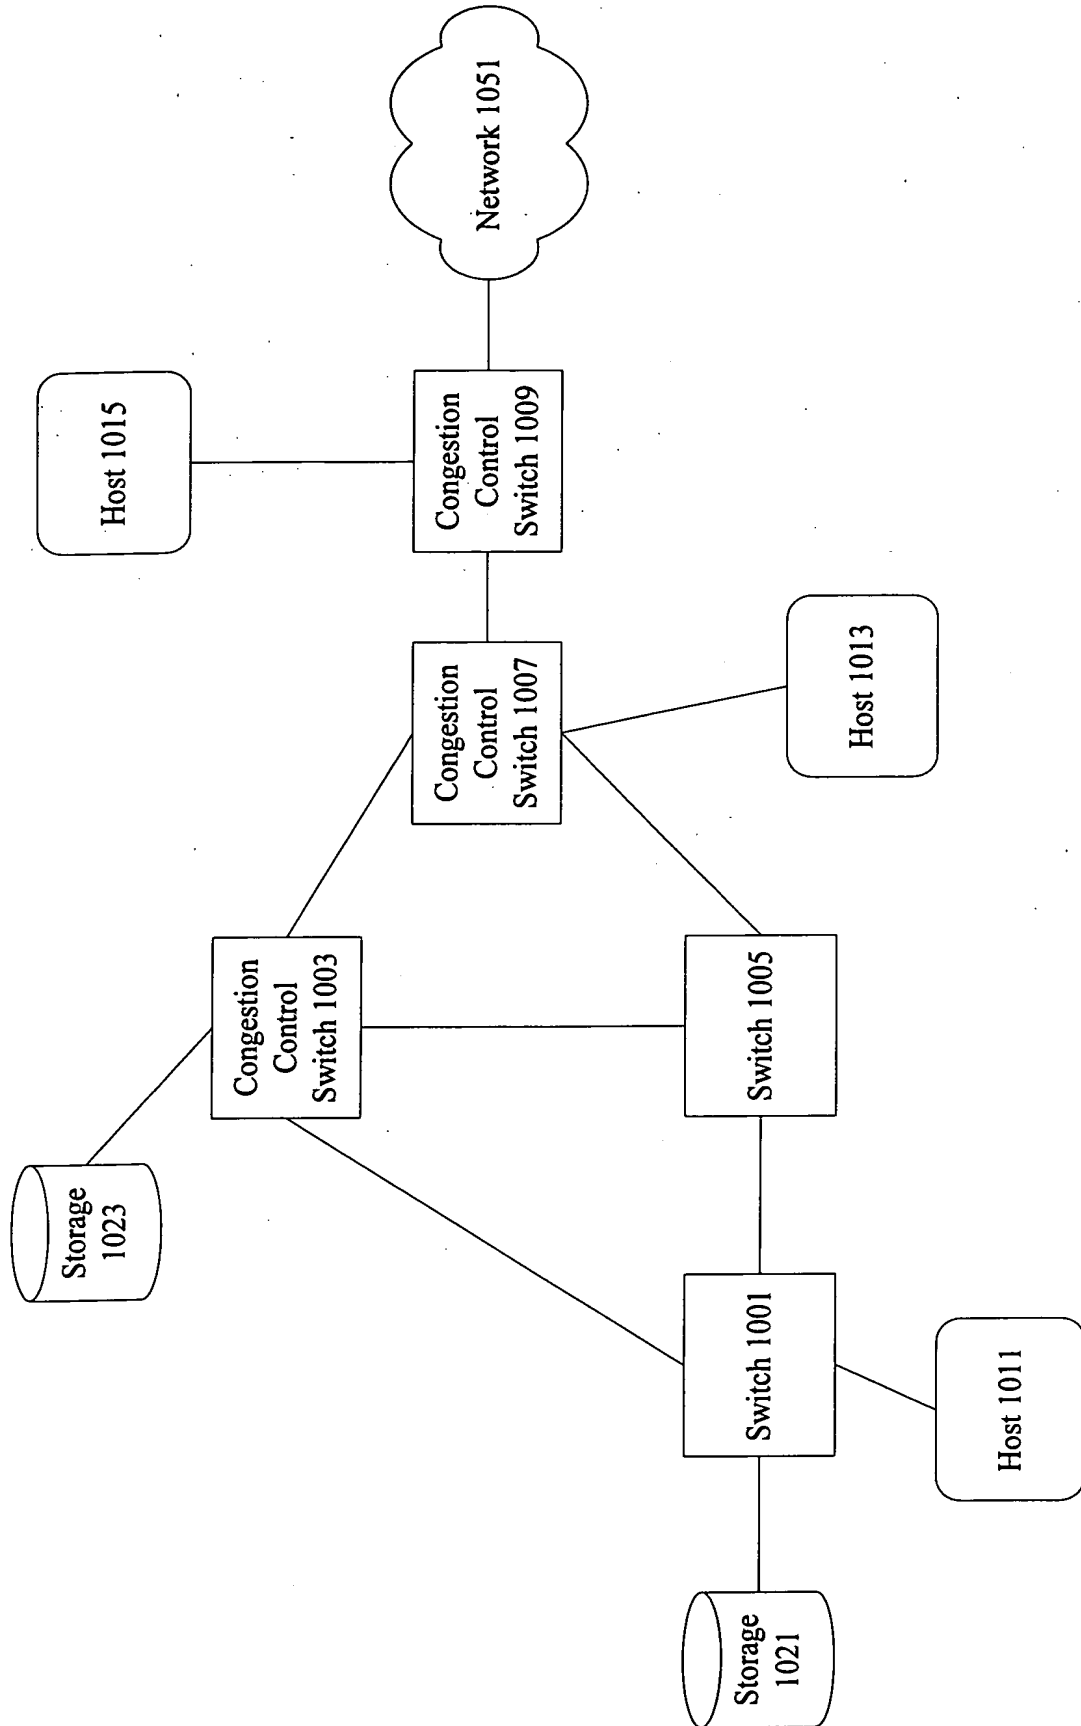 Storage
1023
Congestion
Control
Switch 1003
Host 1015
Storage
1021
Switch 1001
Switch 1005
Congestion
Control
Switch 1007
Congestion
Control
Switch 1009
Network 1051
Host 1011
Host 1013